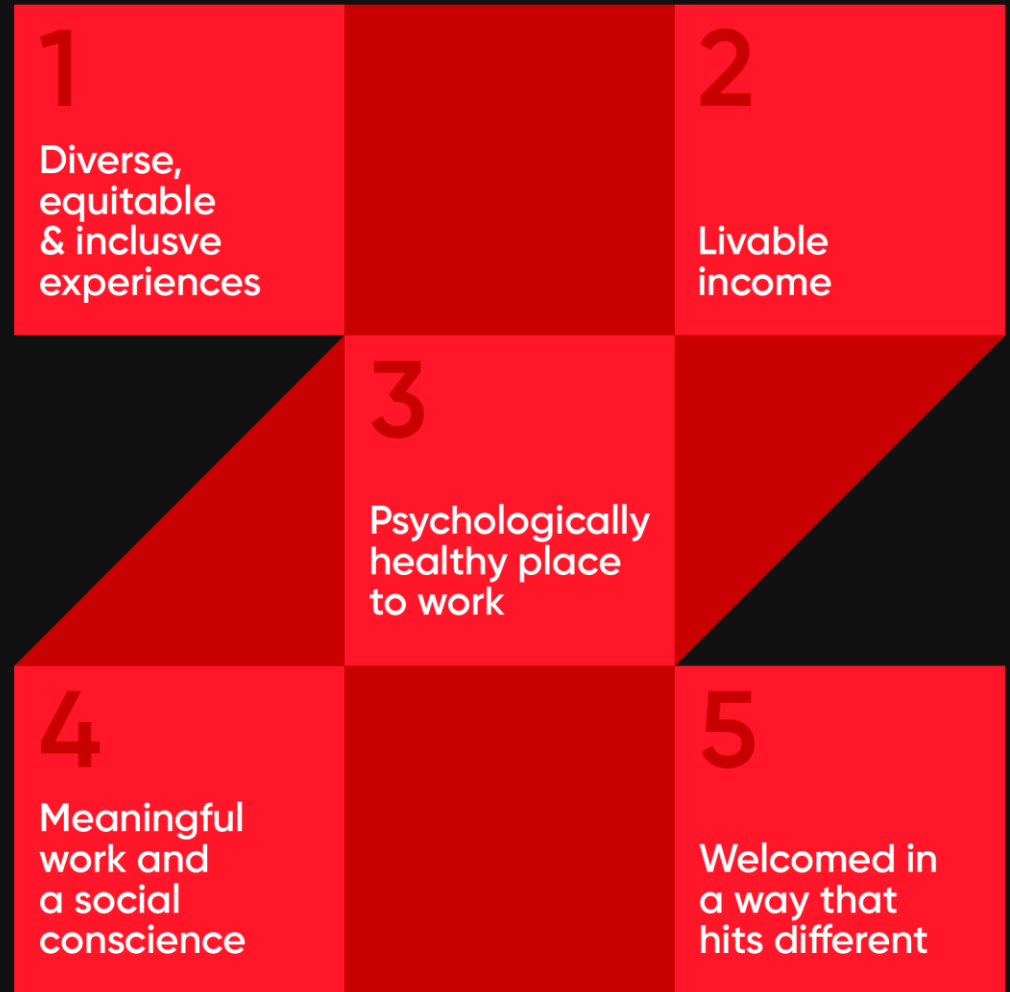 1
Diverse,
equitable
& inclusve
experiences
2
Livable
income
3
Psychologically
healthy place
to work
4
Meaningful
work and
a social
conscience
5
Welcomed in
a way that
hits different